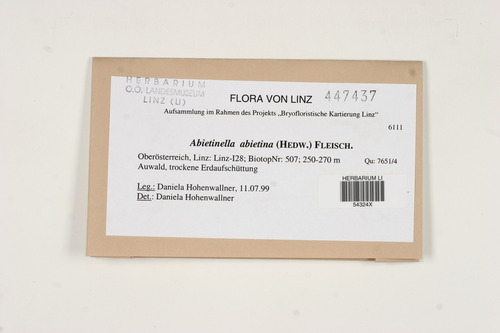 HERBARIUM
O.Ö. LANDESMUSEUM
LINZ (U)
FLORA VON LINZ 447437
Aufsammlung im Rahmen des Projekts „Bryofloristische Kartierung Linz“
6111
Abietinella abietina (HEDW.) FLEISCH.
Oberösterreich, Linz: Linz-I28; BiotopNr: 507; 250-270 m Qu: 7651/4
Auwald, trockene Erdaufschüttung
HERBARIUM LI
Leg.: Daniela Hohenwallner, 11.07.99
Det.: Daniela Hohenwallner
54324X